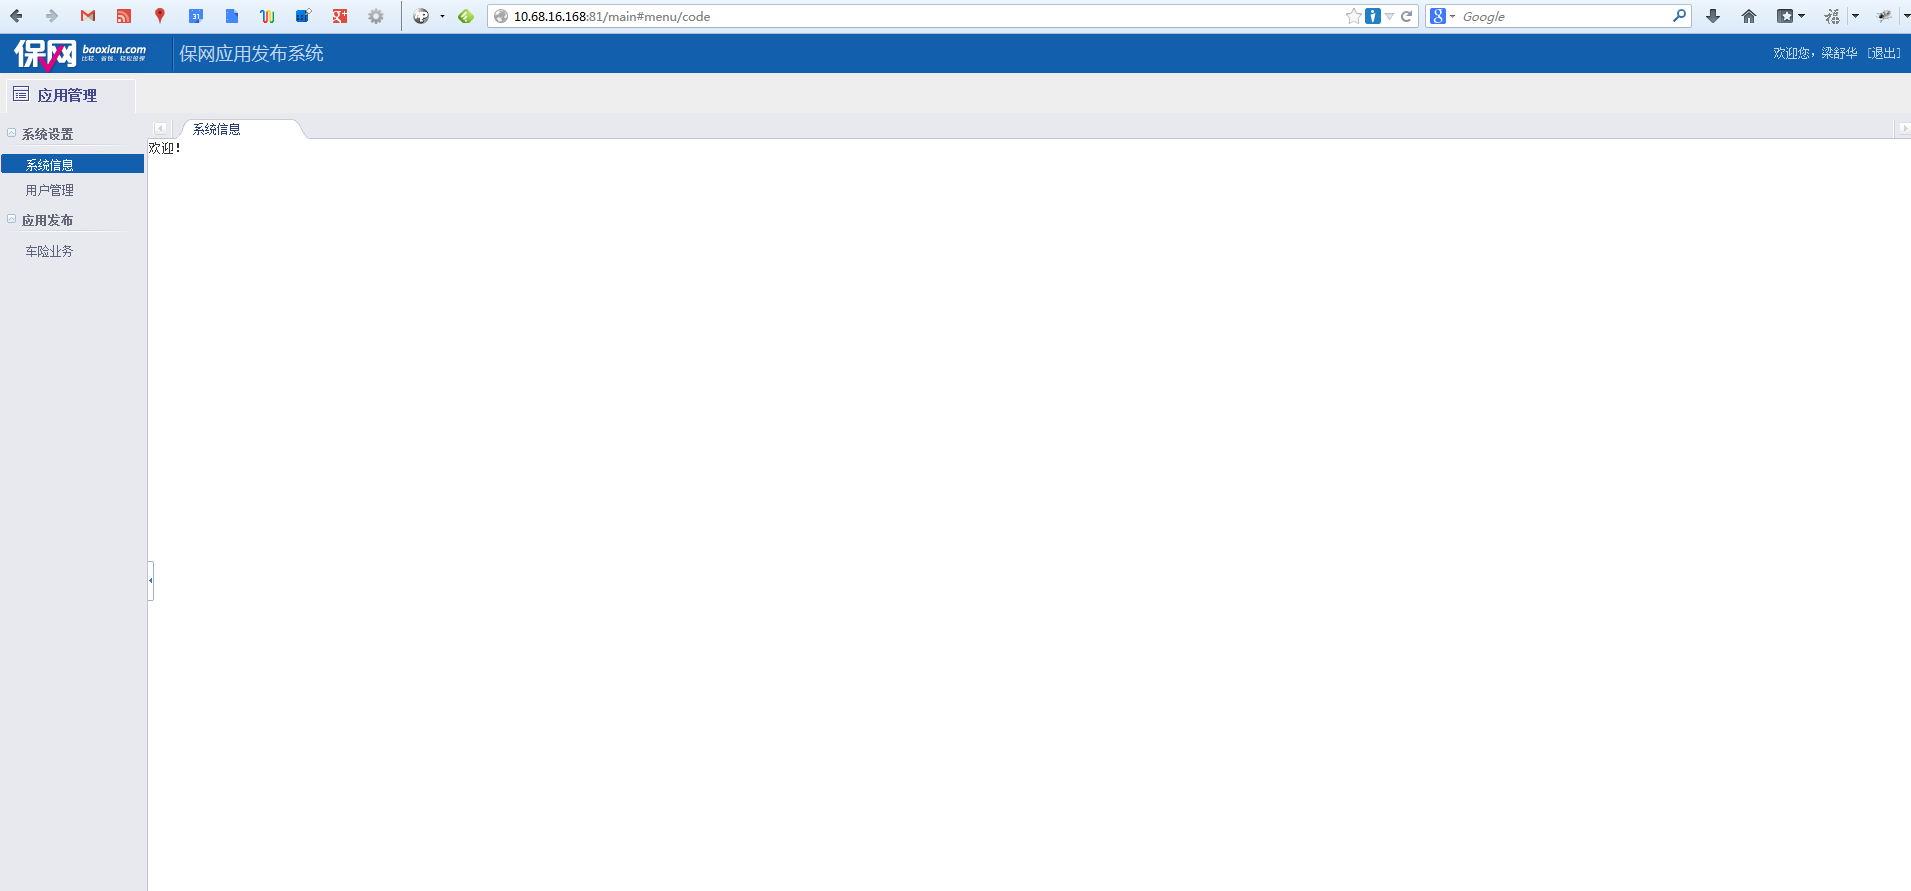 10.68.16.168:81/main#menu/code
Google
保网 baoxian.com
保网应用发布系统
欢迎您，梁舒华 [退出]
应用管理
系统设置
系统信息
用户管理
应用发布
车险业务
系统信息
欢迎！